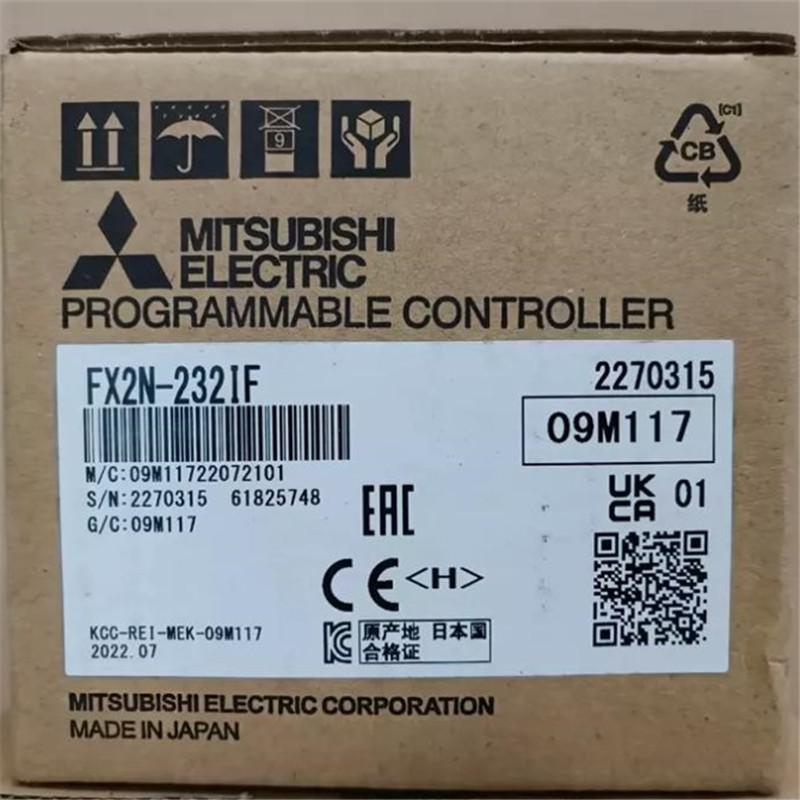 9
[C1]
CB
纸
MITSUBISHI
ELECTRIC
PROGRAMMABLE CONTROLLER
FX2N-232IF
2270315
09M117
M/C:09M11722072101
S/N:2270315 61825748
G/C:09M117
EAC
UK
CA
01
CE <H>
KCC-REI-MEK-09M117
2022.07
原产地 日本国
合格证
MITSUBISHI ELECTRIC CORPORATION
MADE IN JAPAN